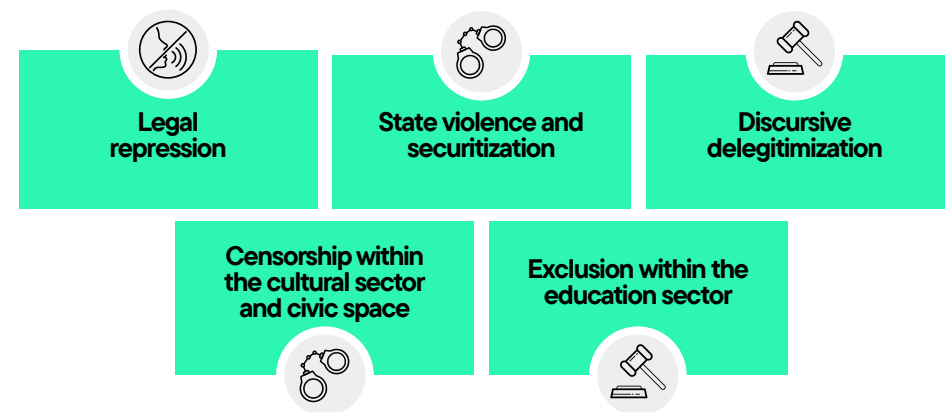 Legal
repression
State violence and
securitization
Discursive
delegitimization
Censorship within
the cultural sector
and civic space
Exclusion within the
education sector